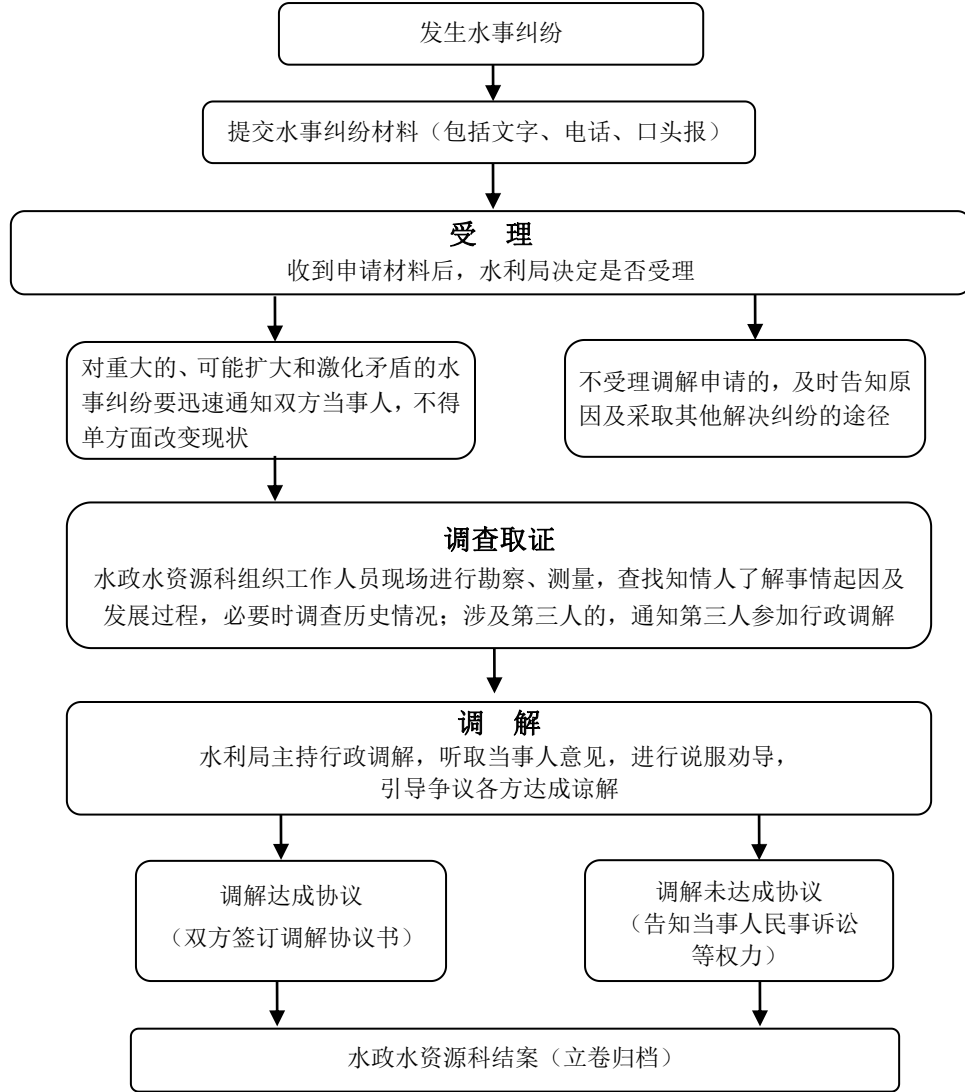 发生水事纠纷
提交水事纠纷材料（包括文字、电话、口头报）
受 理
收到申请材料后，水利局决定是否受理
对重大的、可能扩大和激化矛盾的水
事纠纷要迅速通知双方当事人，不得
单方面改变现状
不受理调解申请的，及时告知原
因及采取其他解决纠纷的途径
调查取证
水政水资源科组织工作人员现场进行勘察、测量，查找知情人了解事情起因及
发展过程，必要时调查历史情况；涉及第三人的，通知第三人参加行政调解
调 解
水利局主持行政调解，听取当事人意见，进行说服劝导，
引导争议各方达成谅解
调解达成协议
（双方签订调解协议书）
调解未达成协议
（告知当事人民事诉讼
等权力）
水政水资源科结案（立卷归档）